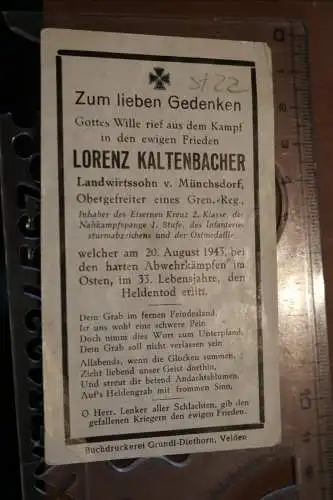 St 22
Zum lieben Gedenken
Gottes Wille rief aus dem Kampf
in den ewigen Frieden
LORENZ KALTENBACHER
Landwirtssohn v. Münchsdorf,
Obergefreiter eines Gren.-Reg.,
Inhaber des Eisernen Kreuz 2. Klasse, der
Nahkampfspange 1. Stufe, des Infanterie-
sturmabzeichens und der Ostmedaille
welcher am 20. August 1943, bei
den harten Abwehrkämpfen im
Osten, im 33. Lebensjahre, den
Heldentod erlitt.
Dein Grab im fernen Feindesland,
Ist uns wohl eine schwere Pein
Doch nimm dies Wort zum Unterpfand,
Dein Grab soll nicht verlassen sein
Allabends, wenn die Glocken summen,
Zieht liebend unser Geist dorthin,
Und streut dir betend Andachtsblumen
Auf's Heldengrab mit frommen Sinn,
O Herr, Lenker aller Schlachten, gib den
gefallenen Kriegern den ewigen Frieden.
Buchdruckerei Grundl-Diethorn, Velden